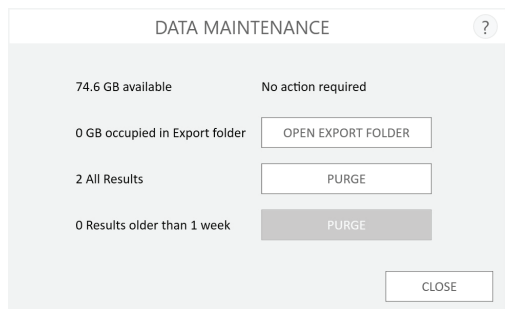 DATA MAINTENANCE
?
74.6 GB available
No action required
0 GB occupied in Export folder
OPEN EXPORT FOLDER
2 All Results
PURGE
0 Results older than 1 week
PURGE
CLOSE